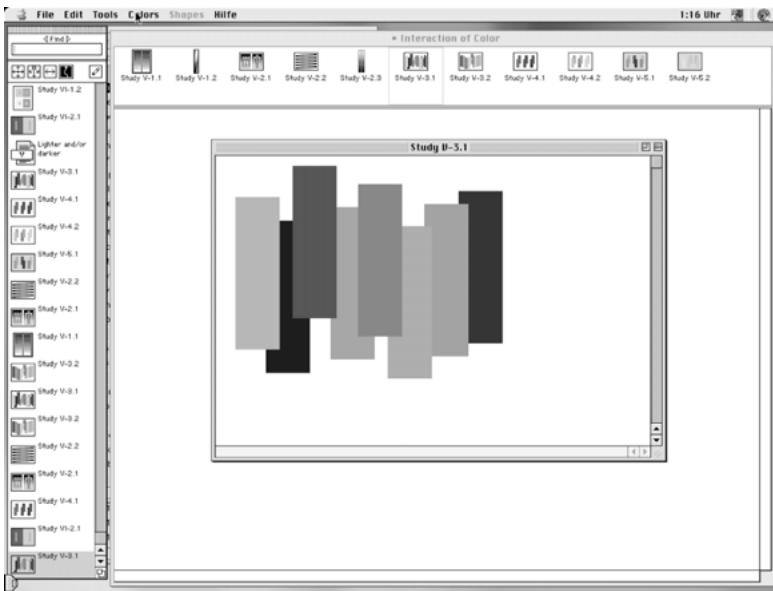 File Edit Tools Colors Shapes Hilfe
1:16 Uhr
Find
Interaction of Color
Study V-1.1
Study V-1.2
Study V-2.1
Study V-2.2
Study V-2.3
Study V-3.1
Study V-3.2
Study V-4.1
Study V-4.2
Study V-5.1
Study V-5.2
Study V-3.1
Study VI-1.2
Study VI-2.1
Lighter and/or
darker
Study V-3.1
Study V-4.1
Study V-4.2
Study V-5.1
Study V-2.2
Study V-2.1
Study V-1.1
Study V-3.2
Study V-3.1
Study V-3.2
Study V-2.2
Study V-2.1
Study V-4.1
Study VI-2.1
Study V-3.1